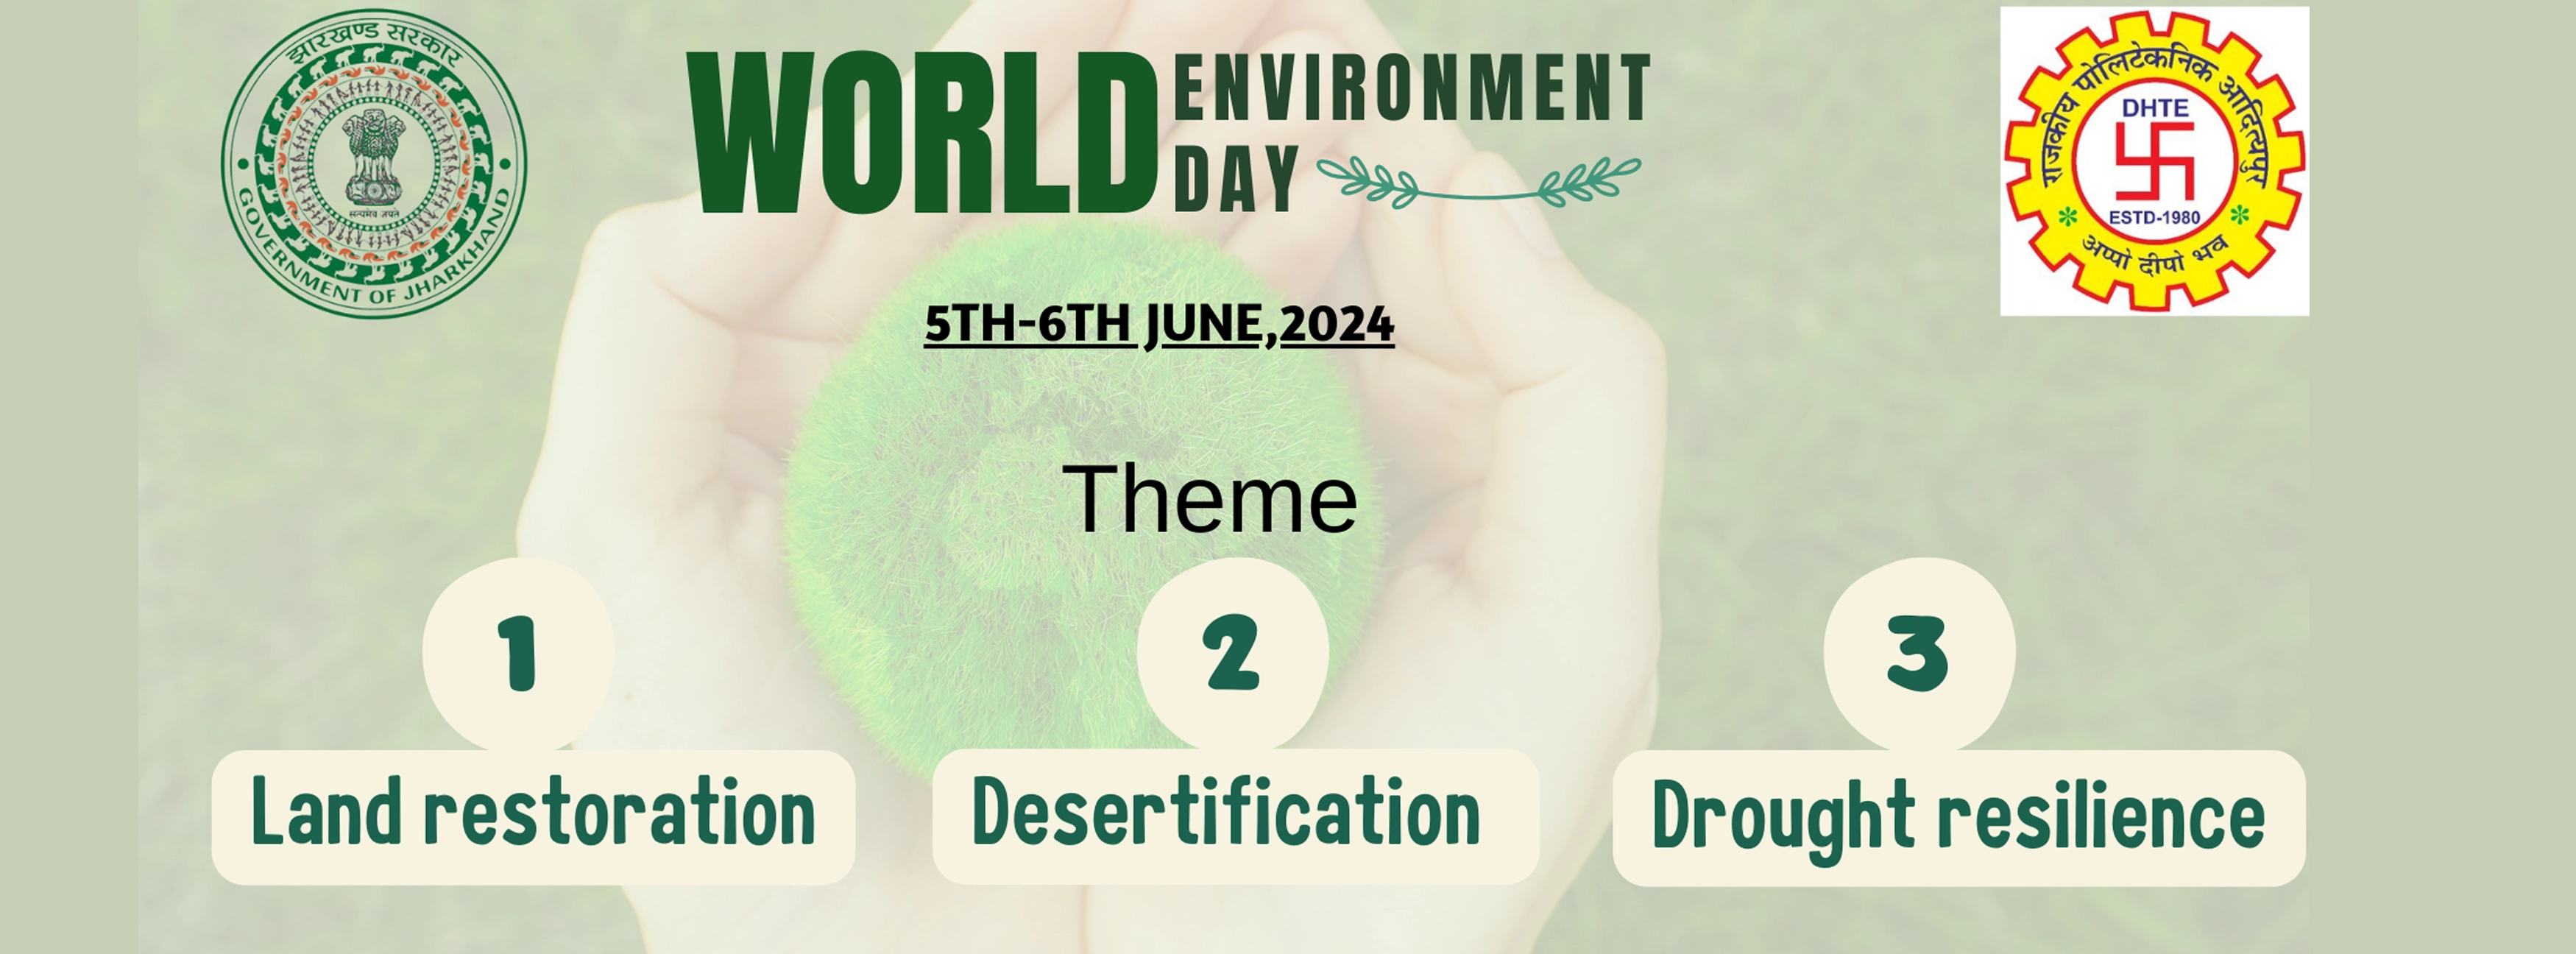 झारखण्ड सरकार
सत्यमेव जयते
GOVERNMENT OF JHARKHAND
WORLD ENVIRONMENT
DAY
राजकीय पोलिटेकनिक आदित्यपुर
DHTE
ESTD-1980
अप्पो दीपो भव
5TH-6TH JUNE,2024
Theme
1
2
3
Land restoration
Desertification
Drought resilience